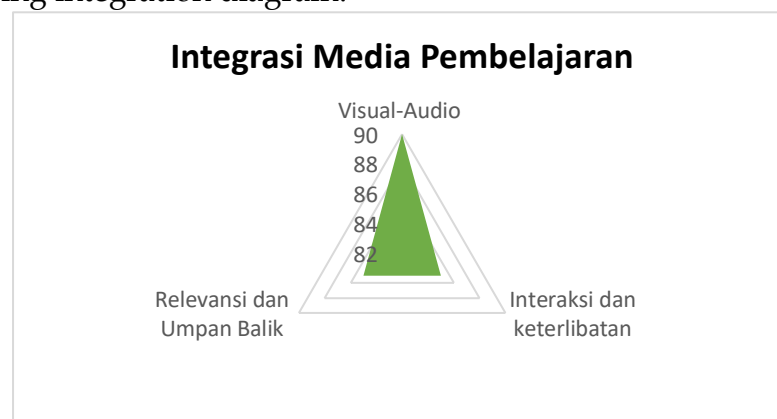 ing integration diagram.
Integrasi Media Pembelajaran
Visual-Audio
90
88
86
84
82
Relevansi dan
Umpan Balik
Interaksi dan
keterlibatan